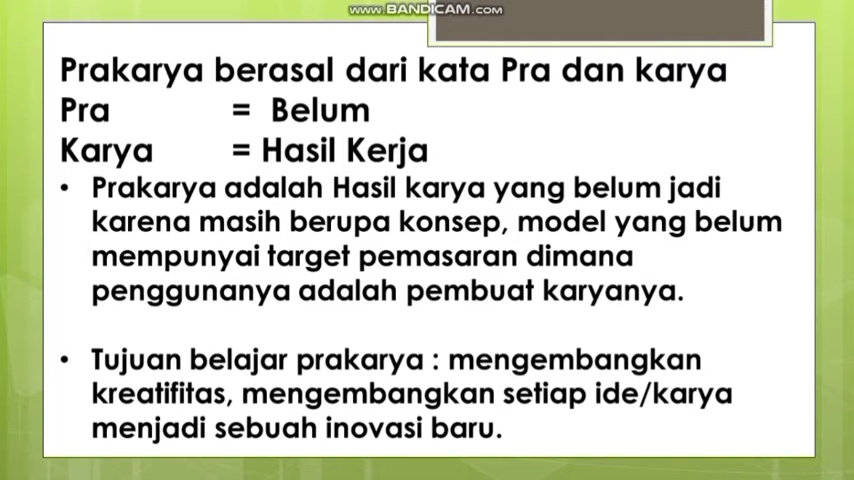 www.BANDICAM.com
Prakarya berasal dari kata Pra dan karya
Pra = Belum
Karya = Hasil Kerja
• Prakarya adalah Hasil karya yang belum jadi
karena masih berupa konsep, model yang belum
mempunyai target pemasaran dimana
penggunanya adalah pembuat karyanya.
• Tujuan belajar prakarya : mengembangkan
kreatifitas, mengembangkan setiap ide/karya
menjadi sebuah inovasi baru.